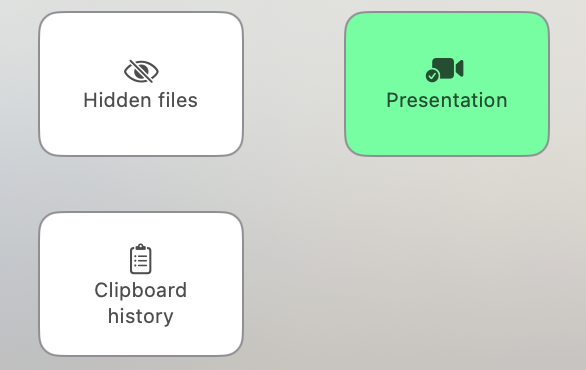 Hidden files
Presentation
Clipboard
history